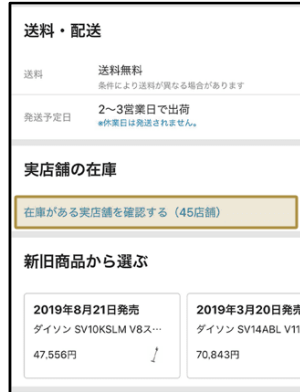 送料・配送
送料
送料無料
条件により送料が異なる場合があります
発送予定日
2〜3営業日で出荷
※休業日は発送されません。
実店舗の在庫
在庫がある実店舗を確認する（45店舗）
新旧商品から選ぶ
2019年8月21日発売
ダイソン SV10KSLM V8ス…
47,556円
2019年3月20日発売
ダイソン SV14ABL V11
70,843円